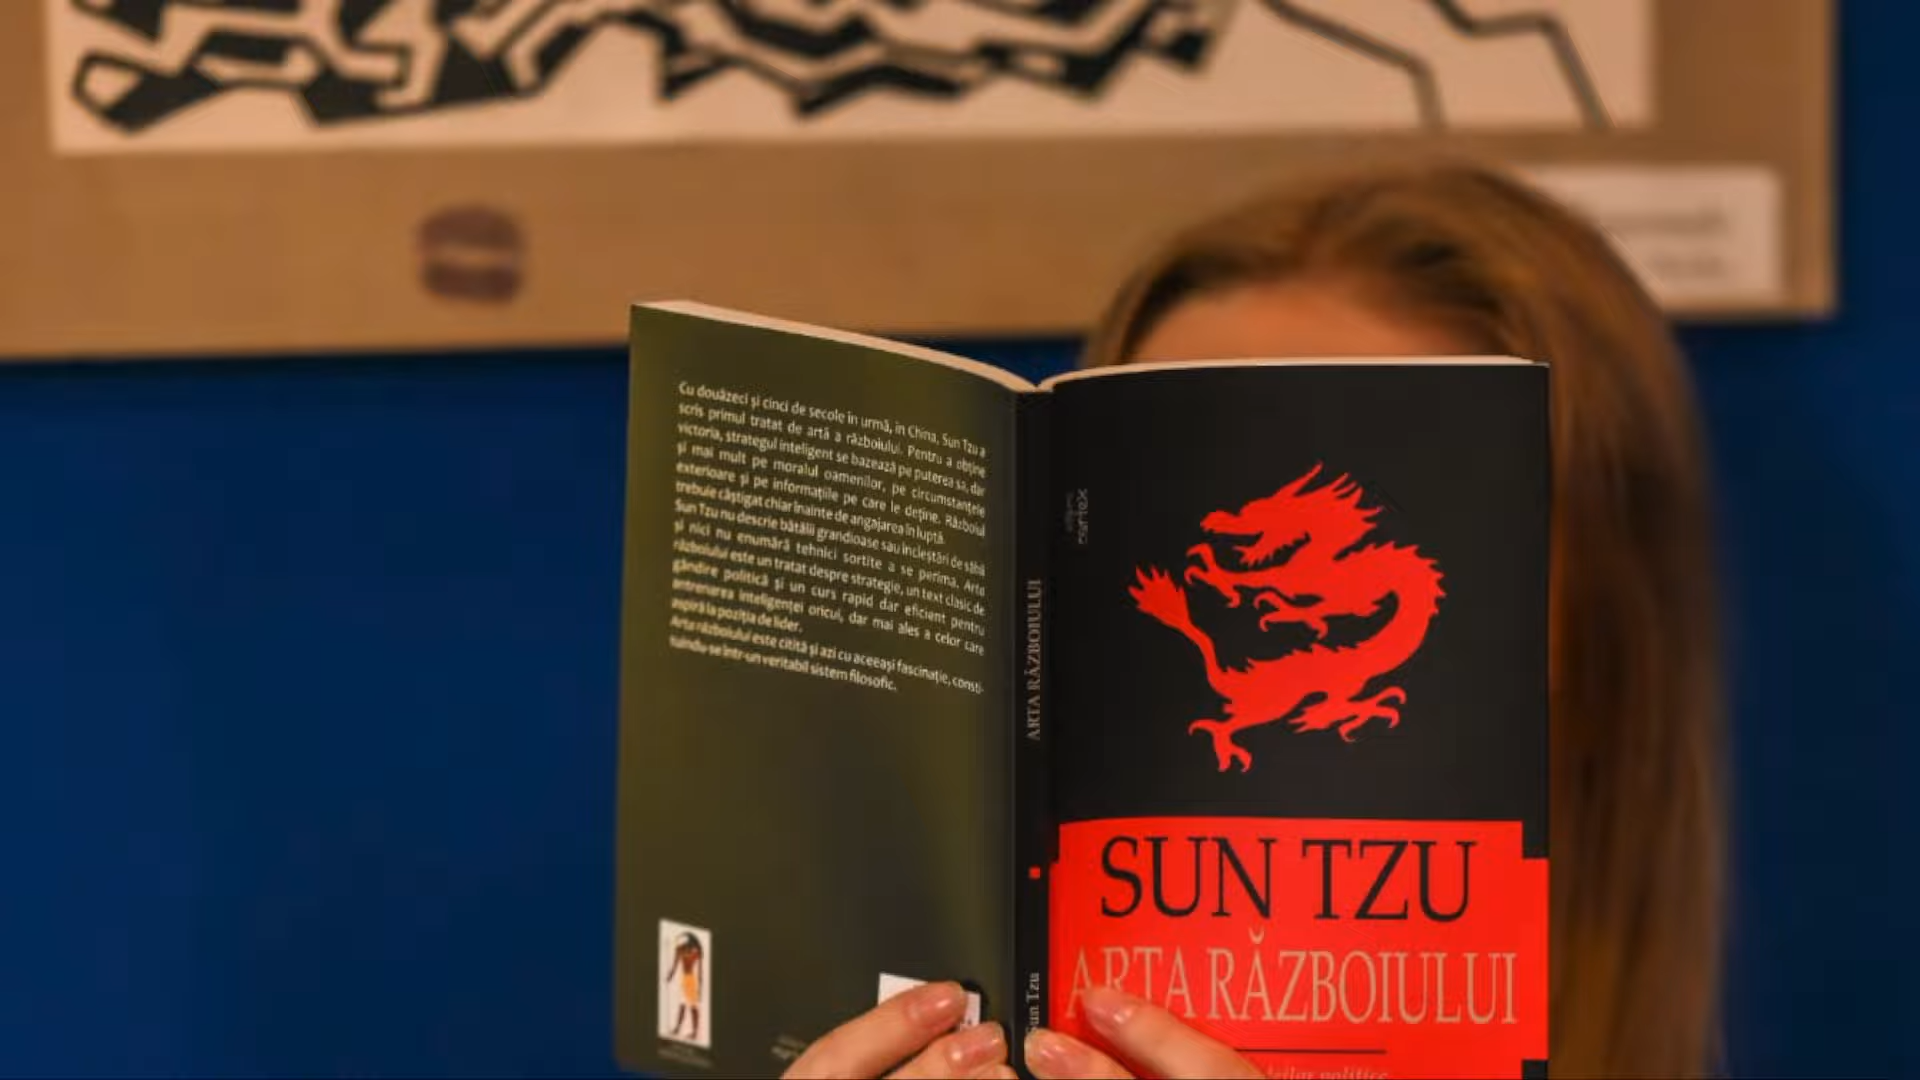 Cu douăzeci și cinci de secole în urmă, în China, Sun Tzu a
scris primul tratat de artă a războiului. Pentru a obține
victoria, strategul inteligent se bazează pe puterea sa, dar
și mai mult pe moralul oamenilor, pe circumstanțele
exterioare și pe informațiile pe care le deține. Războiul
trebuie câștigat chiar înainte de angajarea în luptă.
Sun Tzu nu descrie bătălii grandioase sau încleștări de săbii
și nici nu enumără tehnici sortite a se perima. Arta
războiului este un tratat despre strategie, un text clasic de
gândire politică și un curs rapid dar eficient pentru
antrenarea inteligenței oricui, dar mai ales a celor care
aspiră la poziția de lider.
Arta războiului este citită și azi cu aceeași fascinație, consti-
tuindu-se într-un veritabil sistem filosofic.
ARTA RĂZBOIULUI
Sun Tzu
cartex
SUN TZU
ARTA RĂZBOIULUI
politice